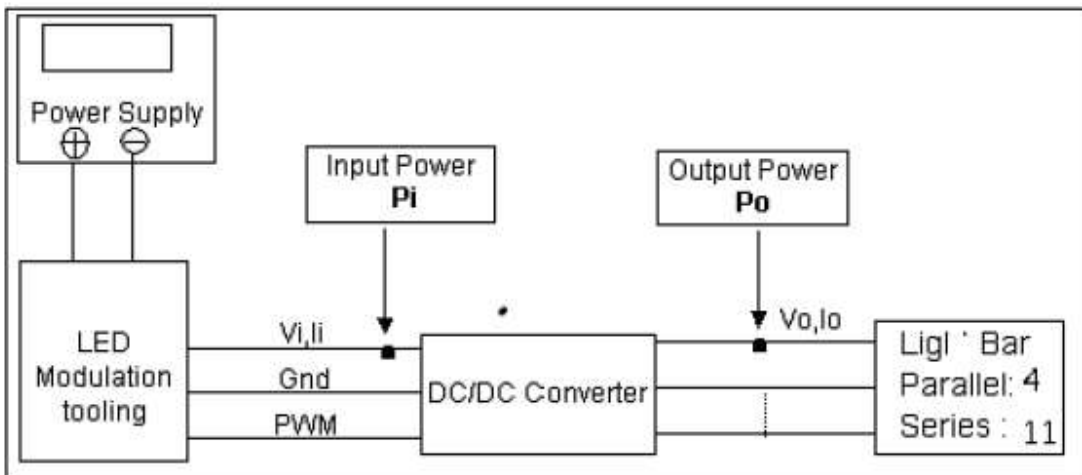 Power Supply
Input Power
Pi
Output Power
Po
LED
Modulation
tooling
Vi,Ii
Gnd
PWM
DC/DC Converter
Vo,Io
Bar
Parallel: 4
Series : 11